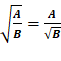 √(A/B) = A/√B